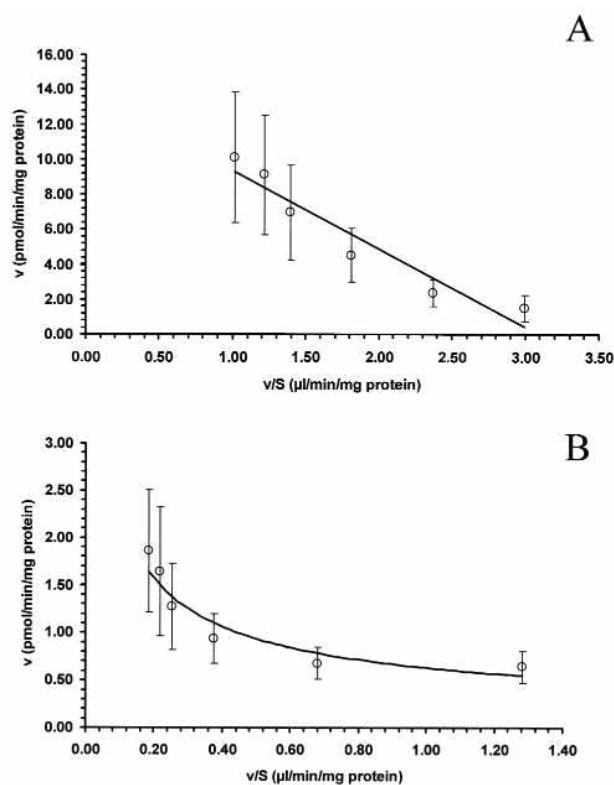 A
16.00
14.00
12.00
10.00
8.00
6.00
4.00
2.00
0.00
v (pmol/min/mg protein)
0.00 0.50 1.00 1.50 2.00 2.50 3.00 3.50
v/S (µl/min/mg protein)
B
3.00
2.50
2.00
1.50
1.00
0.50
0.00
v (pmol/min/mg protein)
0.00 0.20 0.40 0.60 0.80 1.00 1.20 1.40
v/S (µl/min/mg protein)